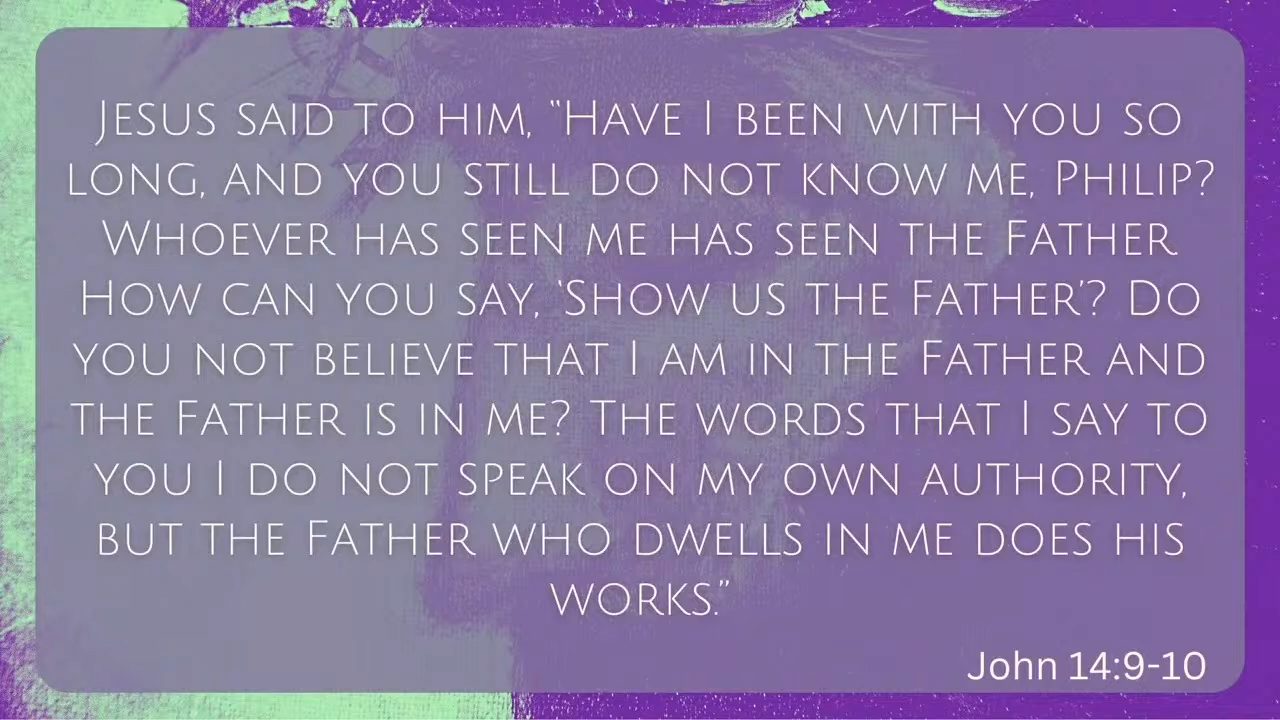 Jesus said to him, “Have I been with you so
long, and you still do not know me, Philip?
Whoever has seen me has seen the Father
How can you say, ‘Show us the Father’? Do
you not believe that I am in the Father and
the Father is in me? The words that I say to
you I do not speak on my own authority,
but the Father who dwells in me does his
works.”
John 14:9-10